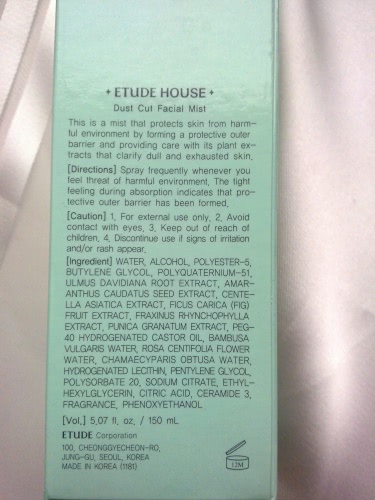 ETUDE HOUSE
Dust Cut Facial Mist
This is a mist that protects skin from harm-
ful environment by forming a protective outer
barrier and providing care with its plant ex-
tracts that clarify dull and exhausted skin.
[Directions] Spray frequently whenever you
feel threat of harmful environment. The tight
feeling during absorption indicates that pro-
tective outer barrier has been formed.
[Caution] 1. For external use only. 2. Avoid
contact with eyes. 3. Keep out of reach of
children. 4. Discontinue use if signs of irritation
and/or rash appear.
[Ingredient] WATER, ALCOHOL, POLYESTER-5,
BUTYLENE GLYCOL, POLYQUATERNIUM-51,
ULMUS DAVIDIANA ROOT EXTRACT, AMAR-
ANTHUS CAUDATUS SEED EXTRACT, CENTE-
LLA ASIATICA EXTRACT, FICUS CARICA (FIG)
FRUIT EXTRACT, FRAXINUS RHYNCHOPHYLLA
EXTRACT, PUNICA GRANATUM EXTRACT, PEG-
40 HYDROGENATED CASTOR OIL, BAMBUSA
VULGARIS WATER, ROSA CENTIFOLIA FLOWER
WATER, CHAMAECYPARIS OBTUSA WATER,
HYDROGENATED LECITHIN, PENTYLENE GLYCOL,
POLYSORBATE 20, SODIUM CITRATE, ETHYL-
HEXYLGLYCERIN, CITRIC ACID, CERAMIDE 3,
FRAGRANCE, PHENOXYETHANOL
[Vol.] 5.07 fl. oz. / 150 mL
ETUDE Corporation
100, CHEONGGYECHEON-RO,
JUNG-GU, SEOUL, KOREA
MADE IN KOREA (1181)
12M